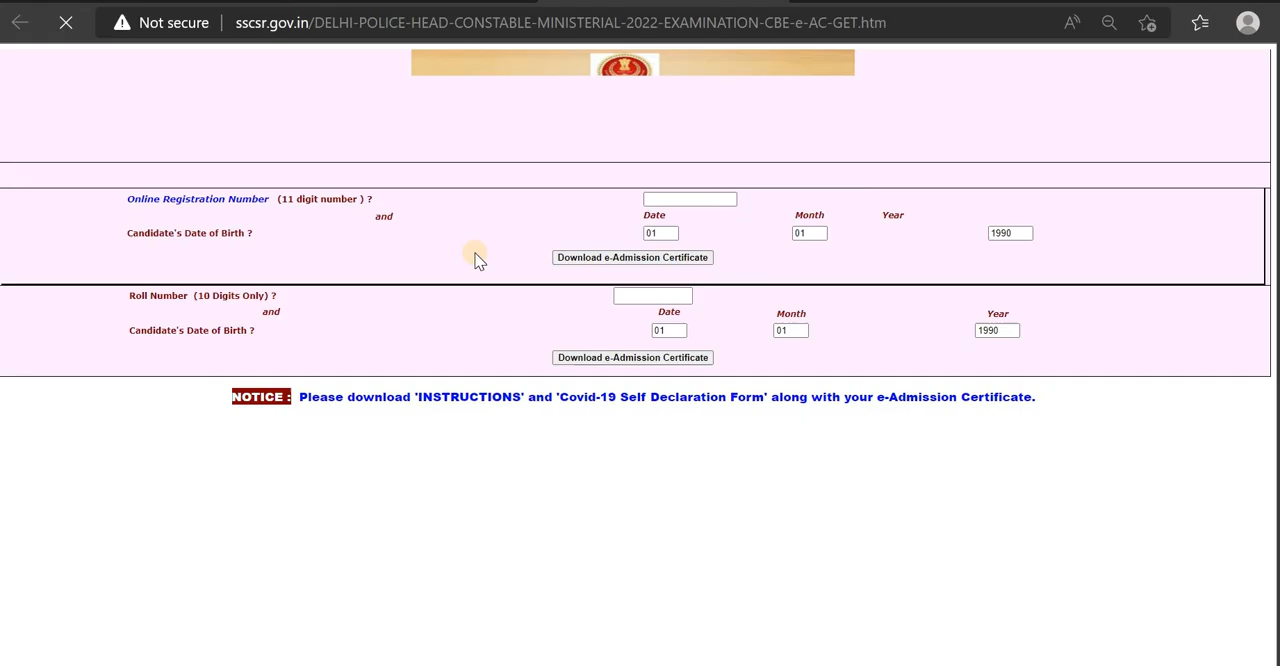 Not secure | sscsr.gov.in/DELHI-POLICE-HEAD-CONSTABLE-MINISTERIAL-2022-EXAMINATION-CBE-e-AC-GET.htm
Online Registration Number (11 digit number ) ?
and
Date Month Year
Candidate's Date of Birth ? 01 01 1990
Download e-Admission Certificate
Roll Number (10 Digits Only) ?
and
Date Month Year
Candidate's Date of Birth ? 01 01 1990
Download e-Admission Certificate
NOTICE : Please download 'INSTRUCTIONS' and 'Covid-19 Self Declaration Form' along with your e-Admission Certificate.